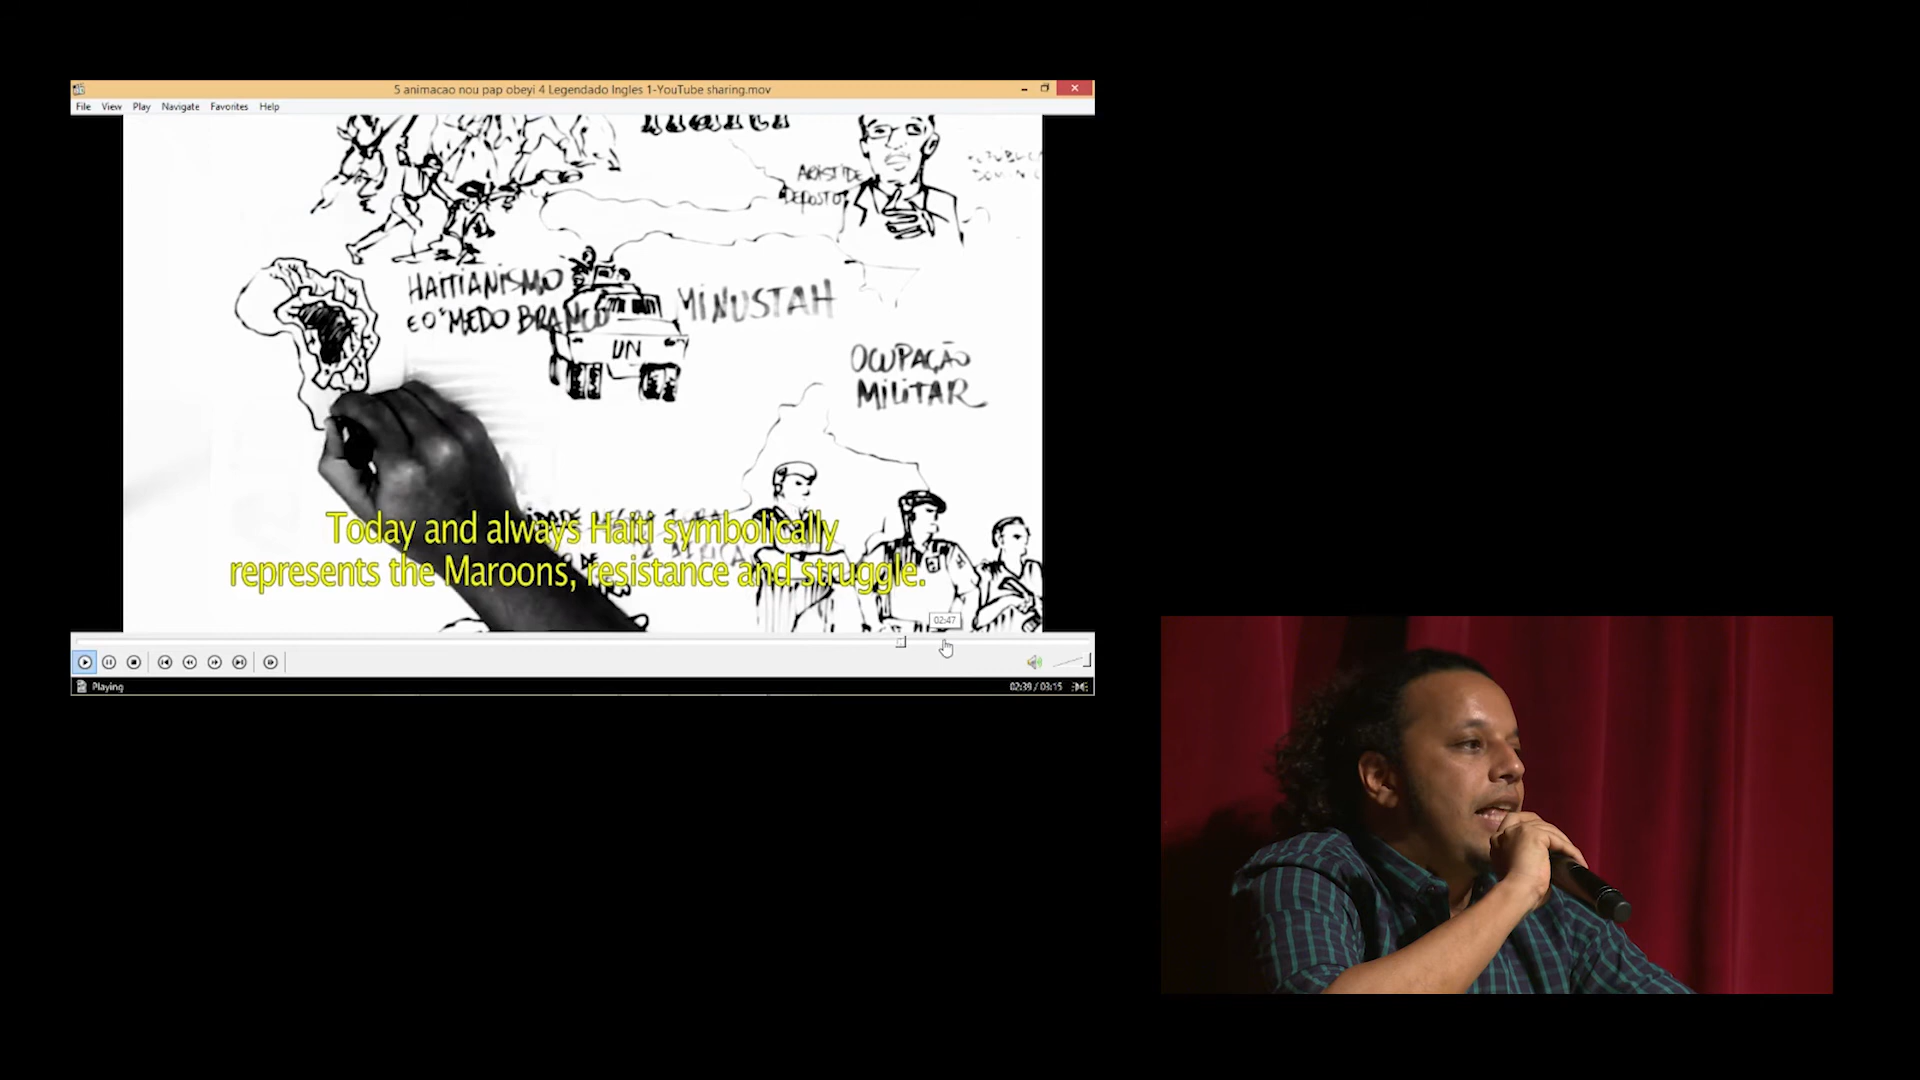 5 animacao nou pap obeyi 4 Legendado Ingles 1-YouTube sharing.mov
File View Play Navigate Favorites Help
ARISTIDE
DEPOSTO
HAITIANISMO
E O "MEDO BRANCO
MINUSTAH
UN
OCUPAÇÃO
MILITAR
Today and always Haiti symbolically
represents the Maroons, resistance and struggle.
02:47
Playing
02:39 / 03:15